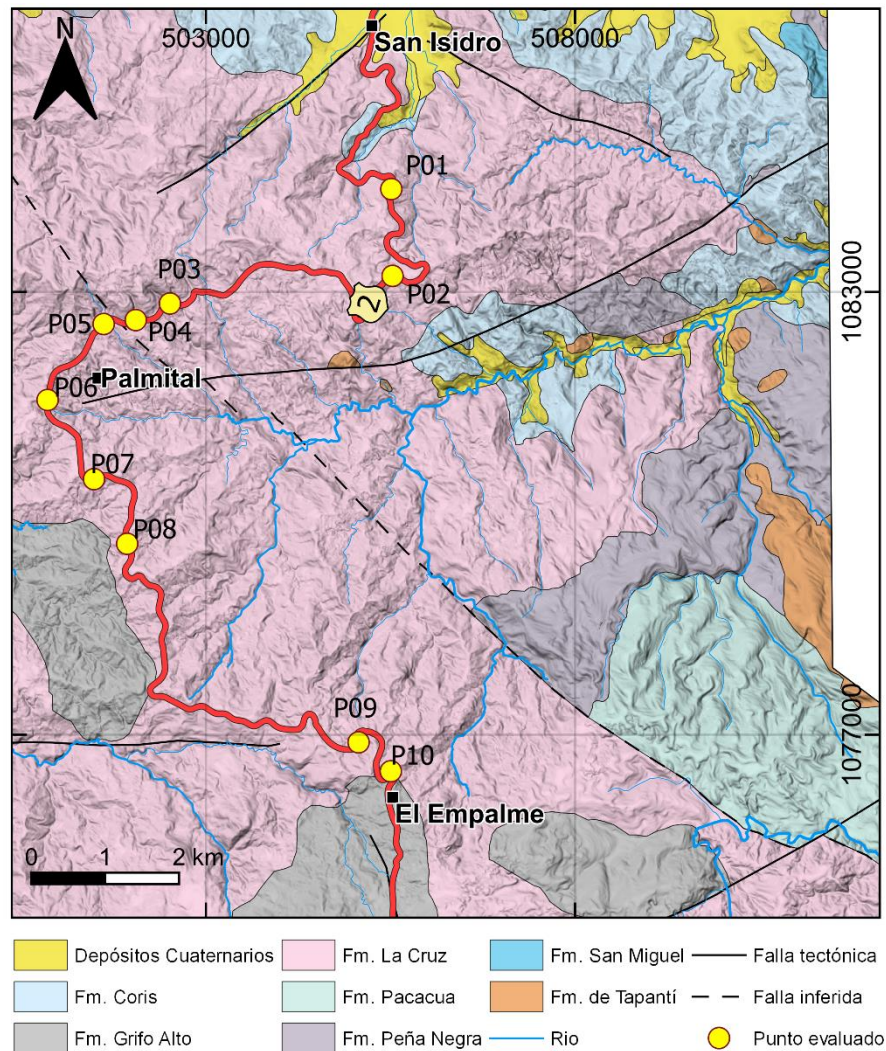 N
503000
508000
San Isidro
P01
P02
P03
1083000
2
P05
P04
Palmital
P06
P07
P08
P09
1077000
P10
El Empalme
0 1 2 km
Depósitos Cuaternarios
Fm. La Cruz
Fm. San Miguel
Falla tectónica
Fm. Coris
Fm. Pacacua
Fm. de Tapantí
Falla inferida
Fm. Grifo Alto
Fm. Peña Negra
Rio
Punto evaluado